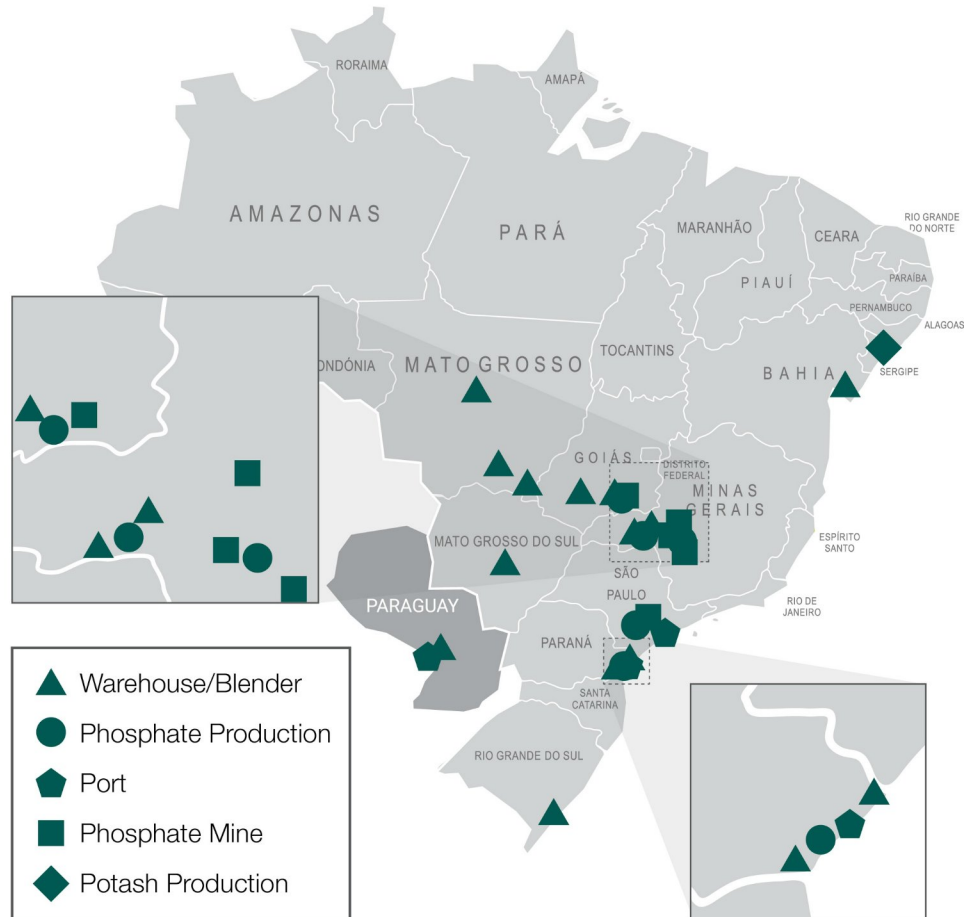 RORAIMA
AMAPÁ
AMAZONAS
PARÁ
MARANHÃO
CEARA
RIO GRANDE
DO NORTE
PIAUÍ
PARAÍBA
PERNAMBUCO
ALAGOAS
ONDÓNIA
MATO GROSSO
TOCANTINS
BAHIA
SERGIPE
GOIÁS
DISTRITO
FEDERAL
MINAS
GERAIS
MATO GROSSO DO SUL
ESPÍRITO
SANTO
SÃO
PAULO
RIO DE
JANEIRO
PARAGUAY
PARANÁ
SANTA
CATARINA
RIO GRANDE DO SUL
Warehouse/Blender
Phosphate Production
Port
Phosphate Mine
Potash Production